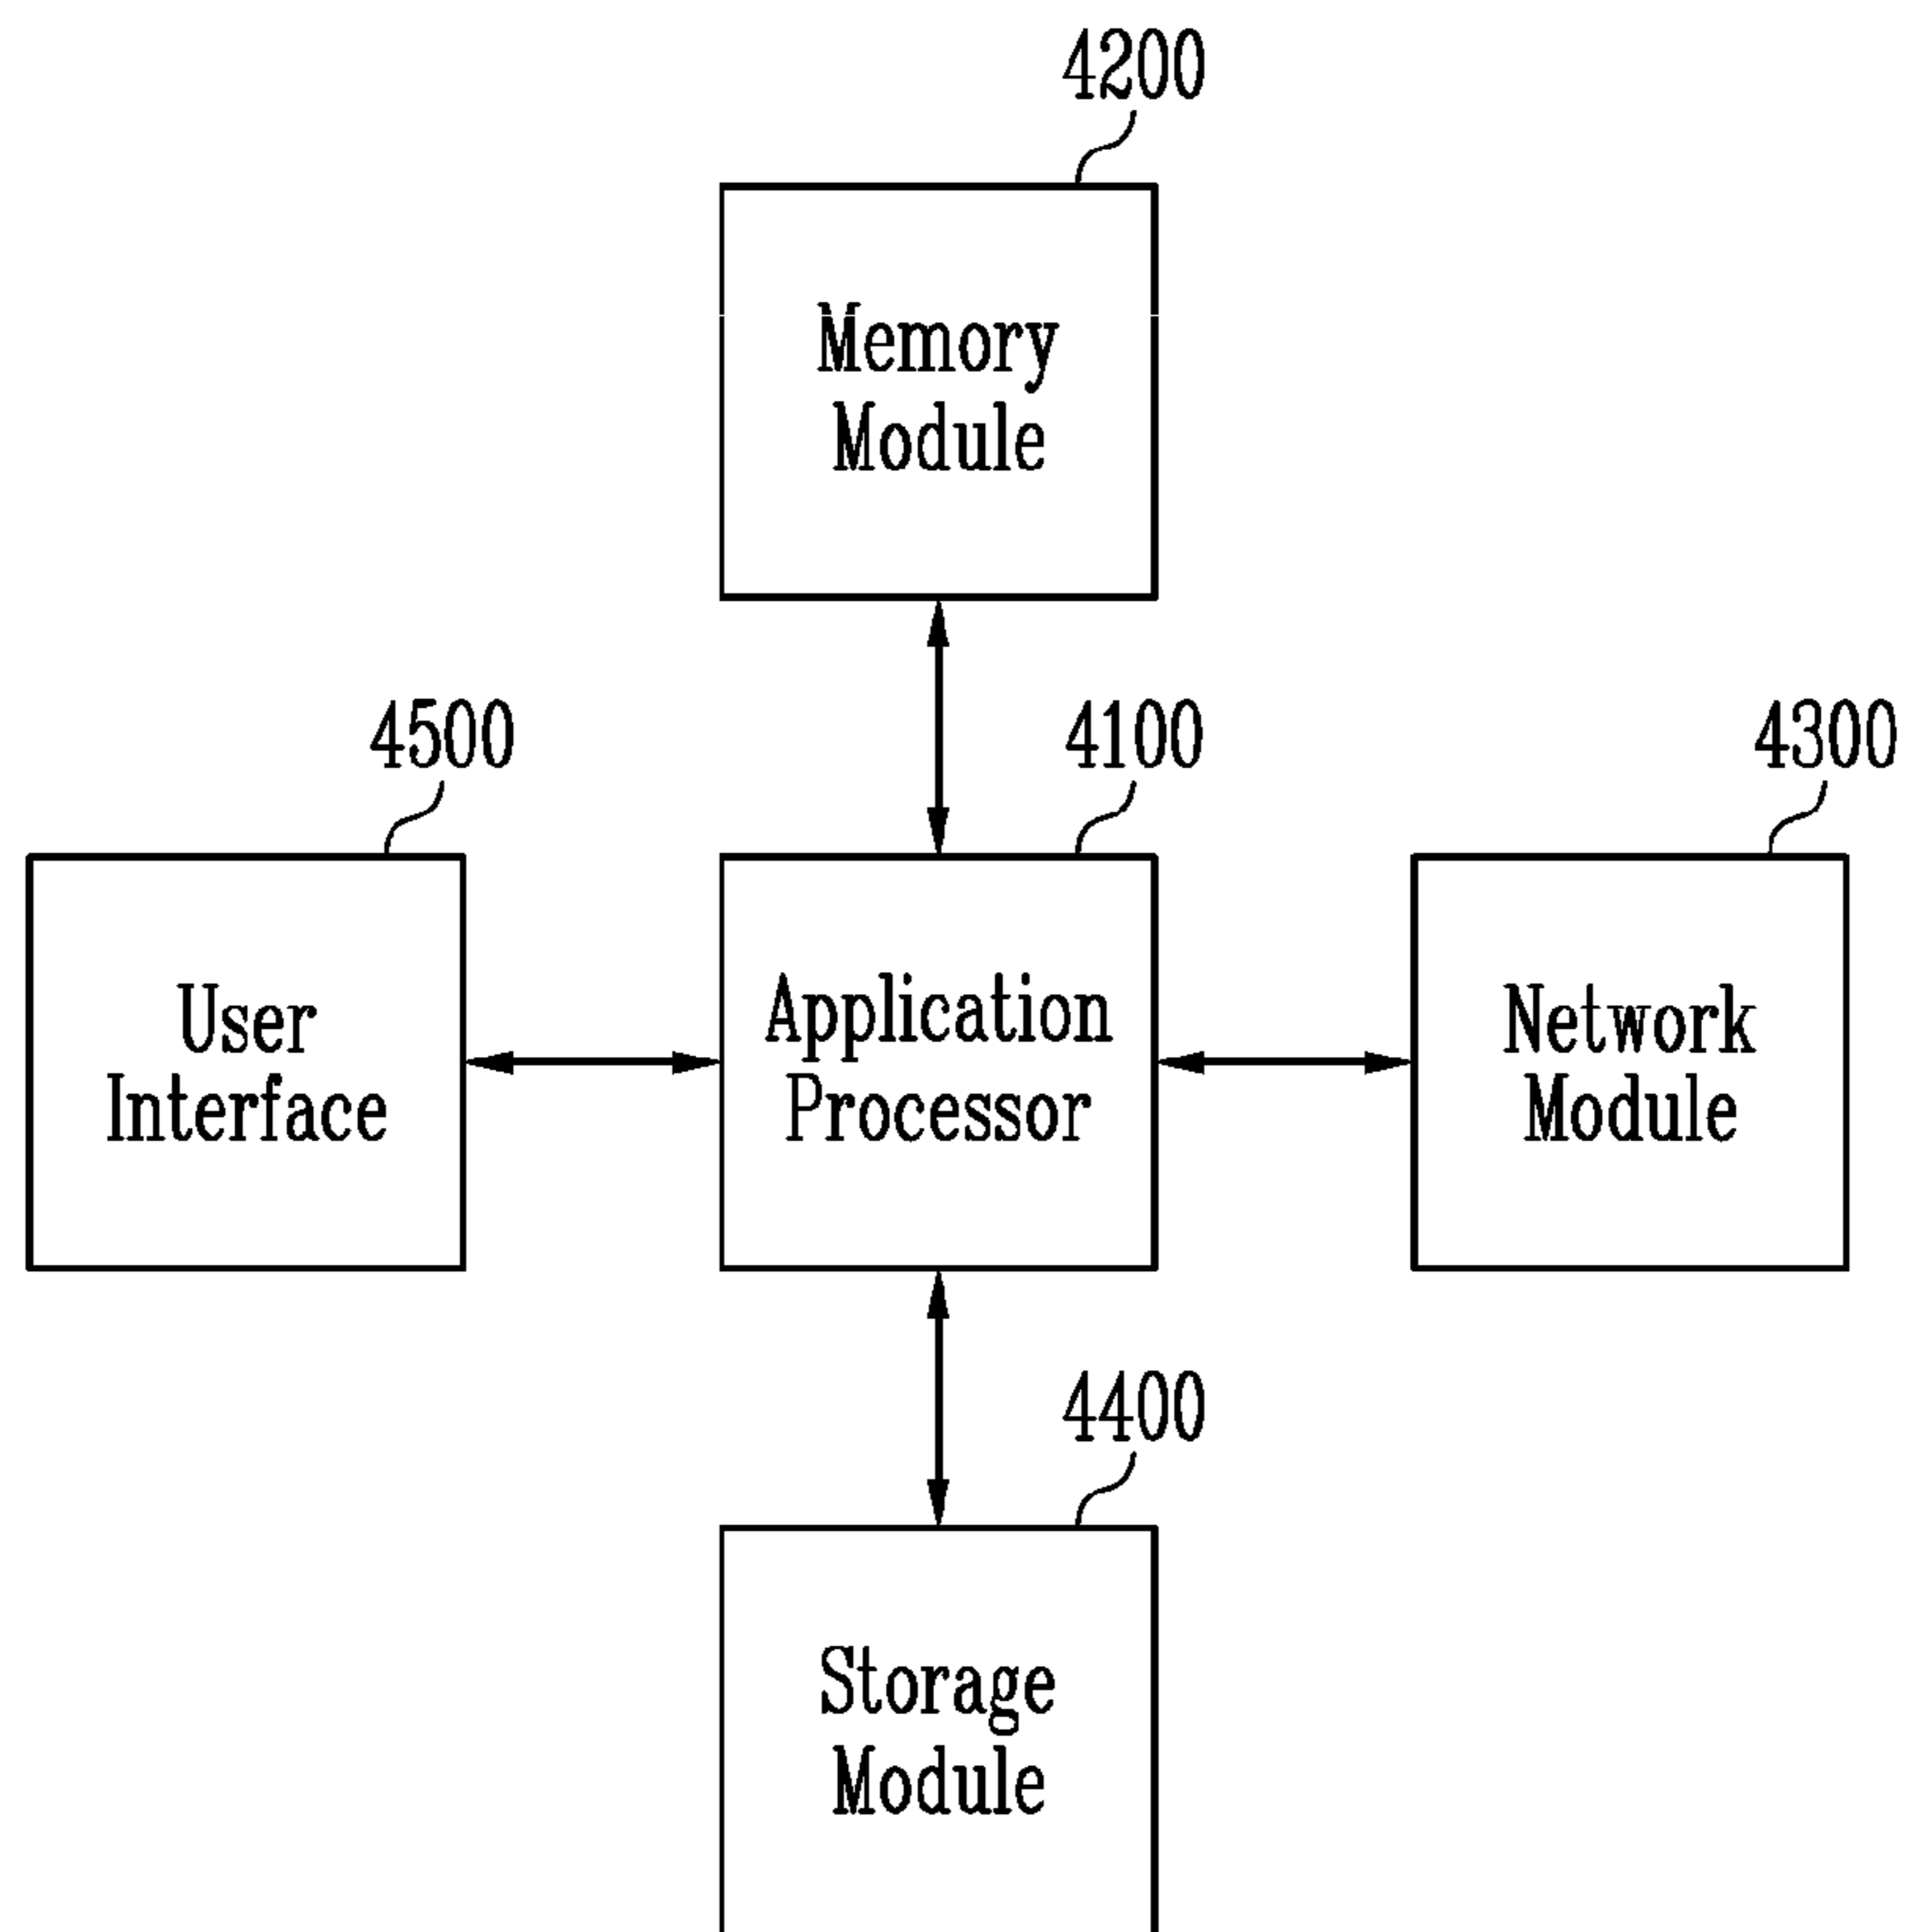 4200
Memory
Module
4500
4100
4300
User
Interface
Application
Processor
Network
Module
4400
Storage
Module